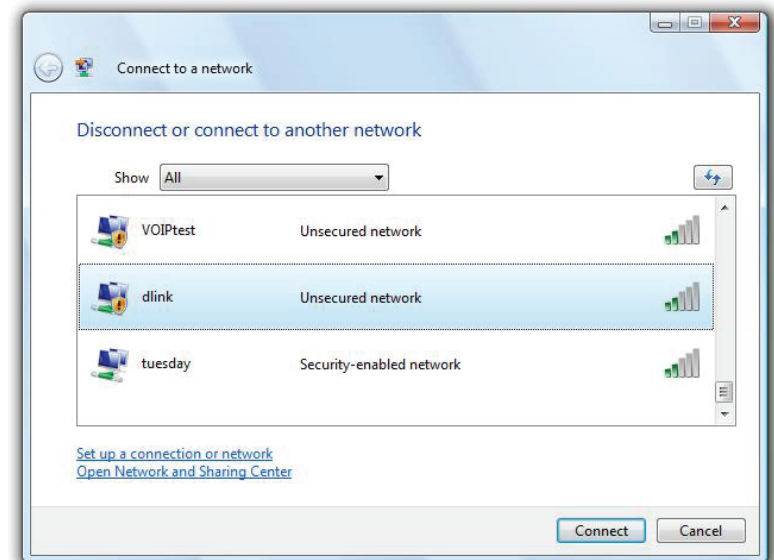 Connect to a network
Disconnect or connect to another network
Show All
VOIPtest Unsecured network
dlink Unsecured network
tuesday Security-enabled network
Set up a connection or network
Open Network and Sharing Center
Connect Cancel